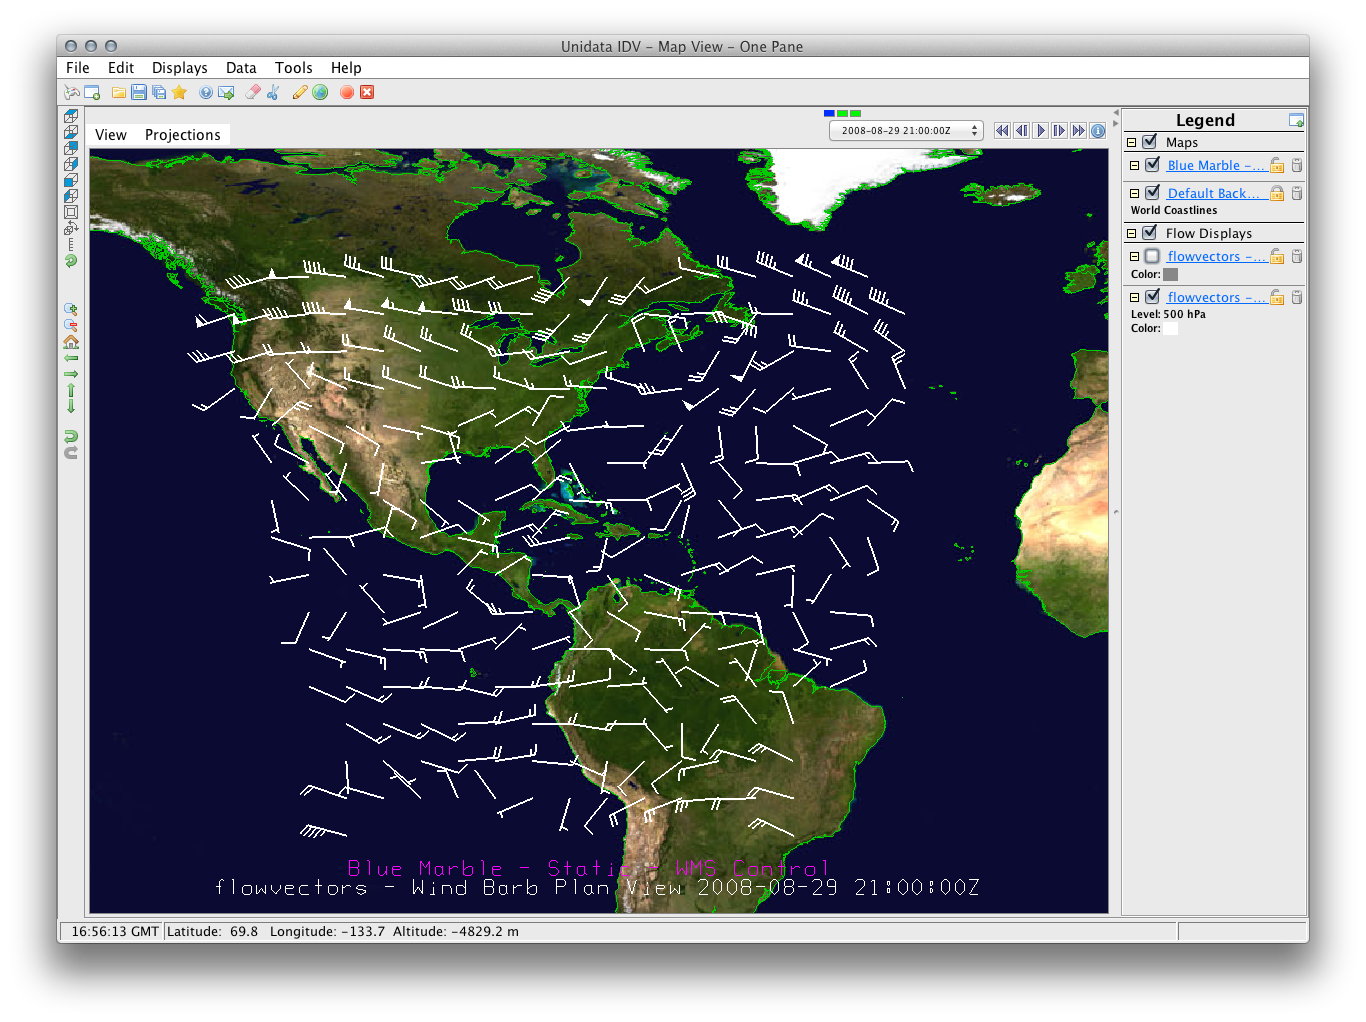 Unidata IDV – Map View – One Pane
File Edit Displays Data Tools Help
View Projections
2008-08-29 21:00:00Z
Legend
Maps
Blue Marble –...
Default Back...
World Coastlines
Flow Displays
flowvectors –...
Color:
flowvectors –...
Level: 500 hPa
Color:
Blue Marble - Static WMS Control
flowvectors - Wind Barb Plan View 2008-08-29 21:00:00Z
16:56:13 GMT Latitude: 69.8 Longitude: -133.7 Altitude: -4829.2 m